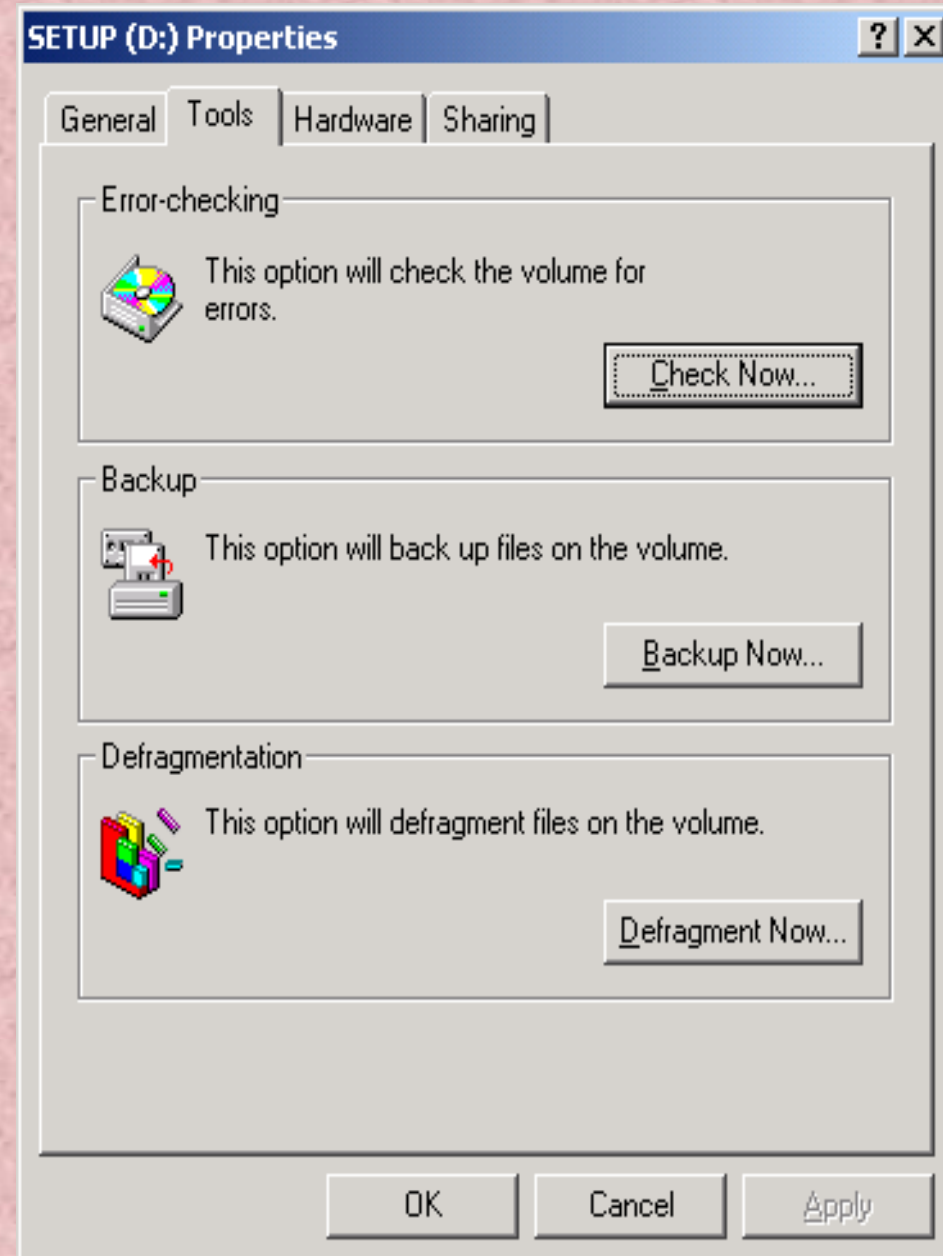 SETUP (D:) Properties
General Tools Hardware Sharing
Error-checking
This option will check the volume for
errors.
Check Now...
Backup
This option will back up files on the volume.
Backup Now...
Defragmentation
This option will defragment files on the volume.
Defragment Now...
OK Cancel Apply